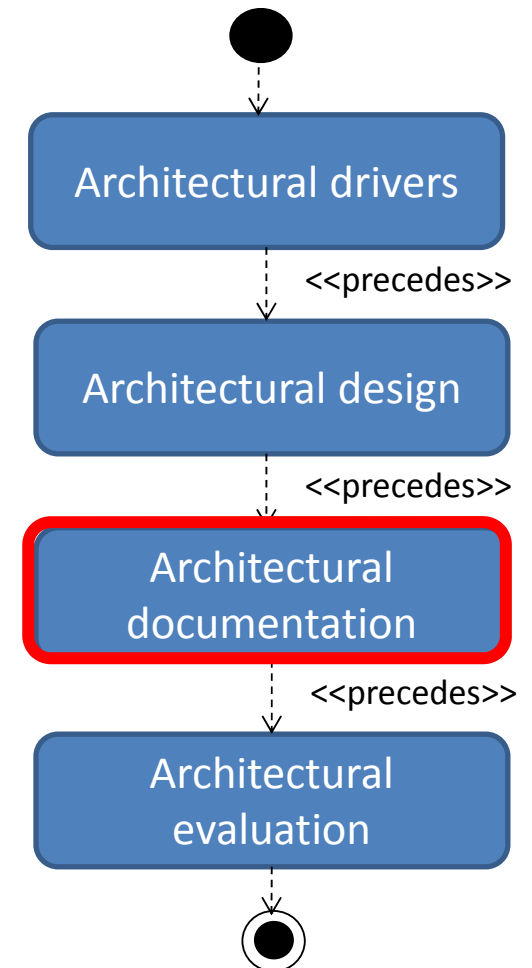 Architectural drivers
<<precedes>>
Architectural design
<<precedes>>
Architectural
documentation
<<precedes>>
Architectural
evaluation